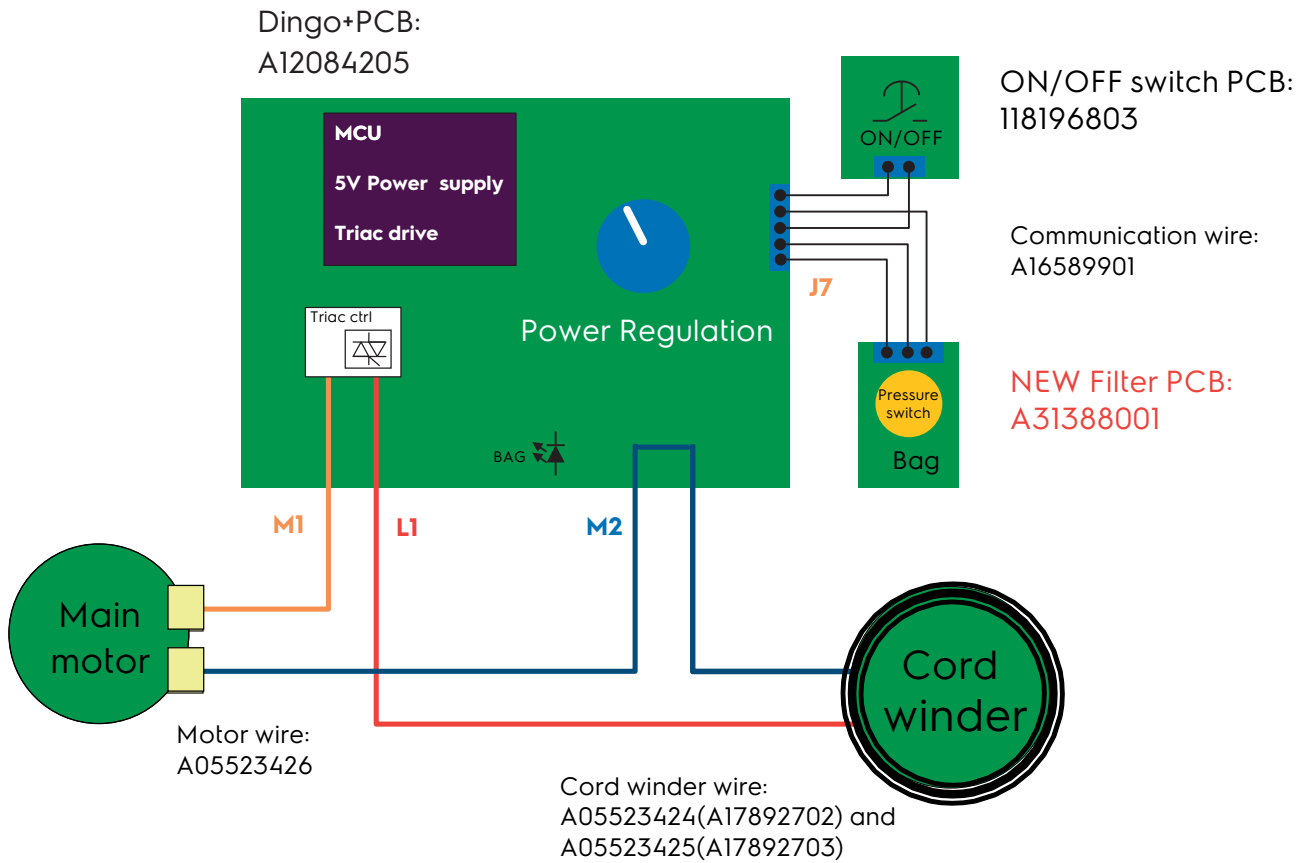 Dingo+PCB:
A12084205
MCU
5V Power supply
Triac drive
ON/OFF
ON/OFF switch PCB:
118196803
Communication wire:
A16589901
J7
Triac ctrl
Power Regulation
Pressure
switch
Bag
NEW Filter PCB:
A31388001
BAG
M1
L1
M2
Main
motor
Cord
winder
Motor wire:
A05523426
Cord winder wire:
A05523424(A17892702) and
A05523425(A17892703)